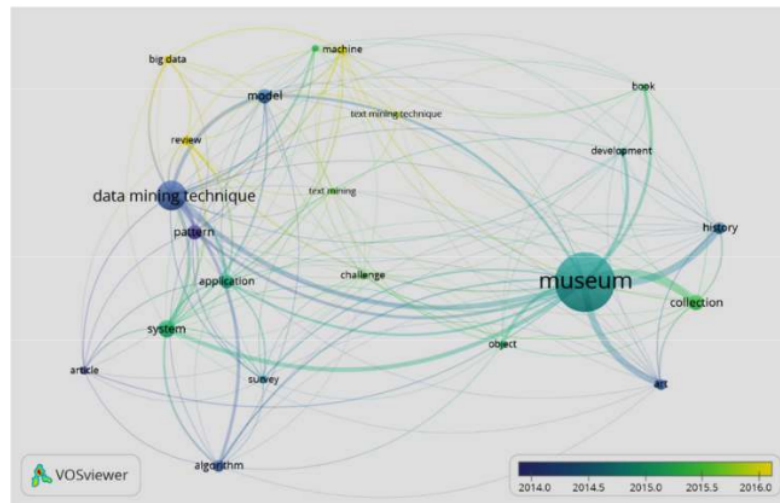 big data
machine
book
model
text mining technique
review
development
data mining technique
text mining
pattern
history
application
challenge
museum
collection
system
object
article
survey
art
algorithm
VOSviewer
2014.0 2014.5 2015.0 2015.5 2016.0